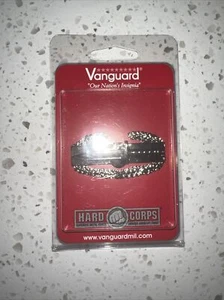 Vanguard
"Our Nation's Insignia"
HARD CORPS
www.vanguardmil.com